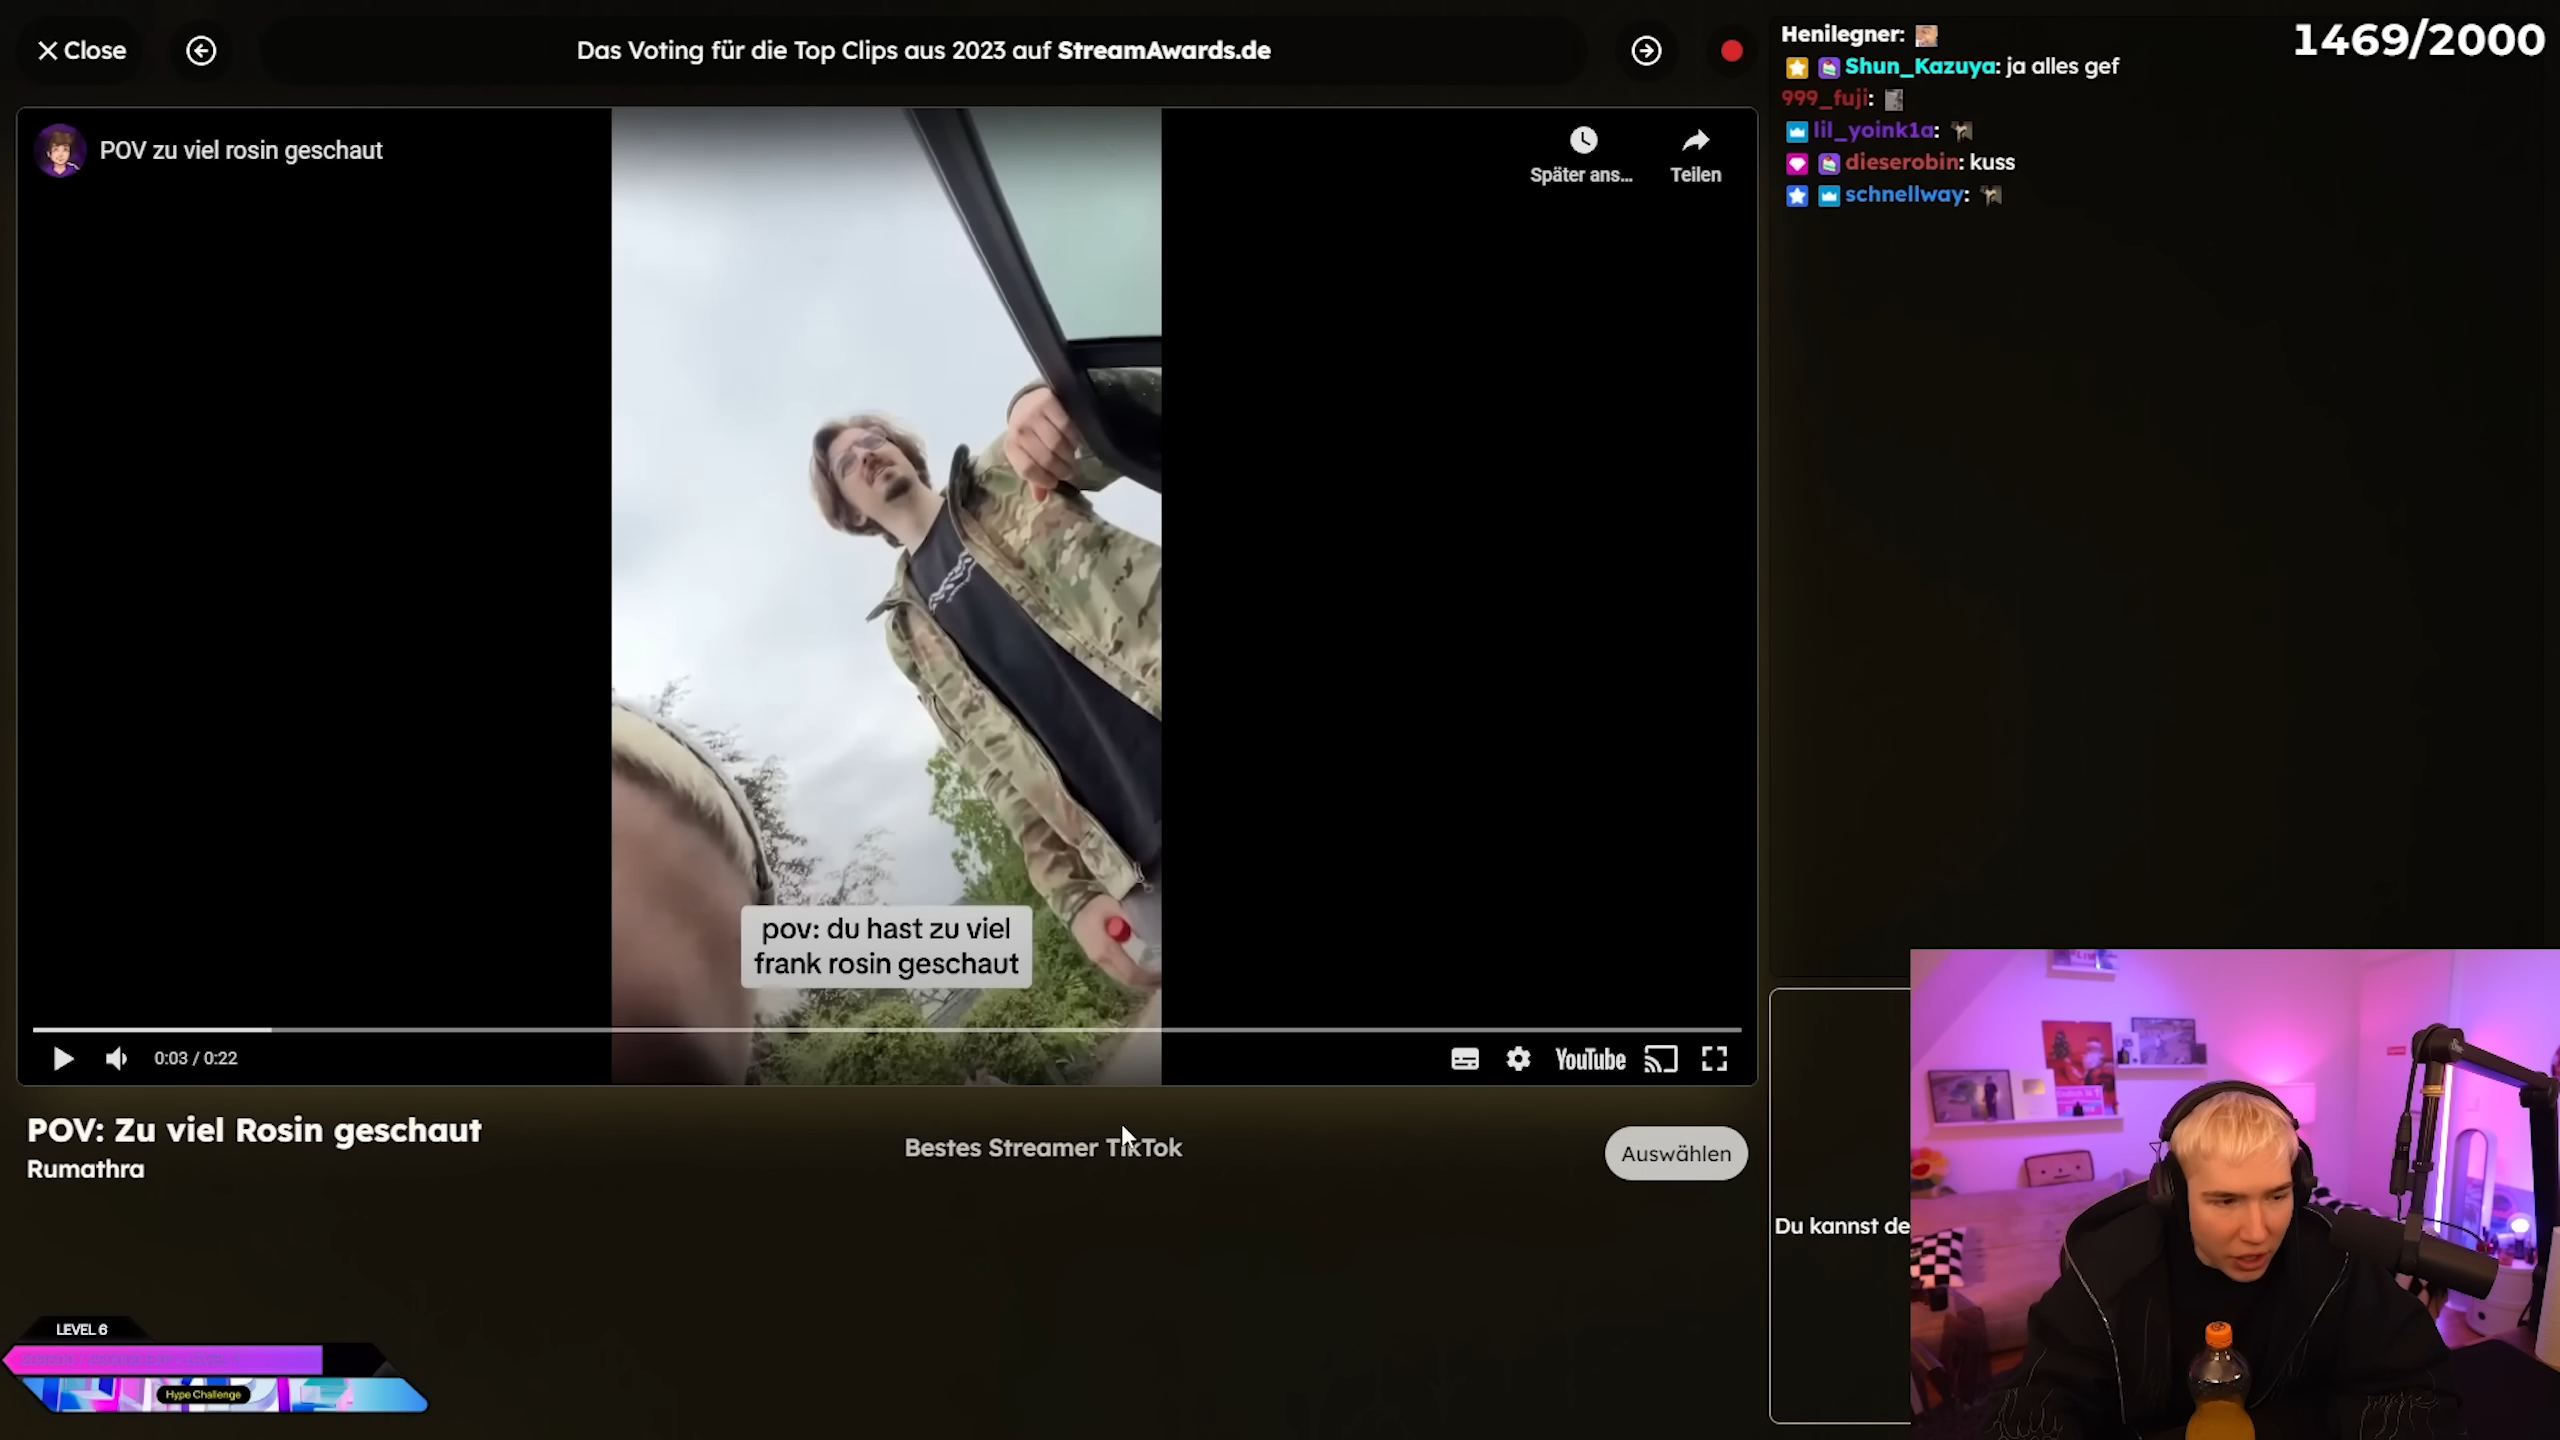 Close
Das Voting für die Top Clips aus 2023 auf StreamAwards.de
POV zu viel rosin geschaut
Später ans...
Teilen
pov: du hast zu viel
frank rosin geschaut
0:03 / 0:22
YouTube
POV: Zu viel Rosin geschaut
Rumathra
Bestes Streamer TikTok
Auswählen
LEVEL 6
Hype Challenge
Henilegner:
Shun_Kazuya: ja alles gef
999_fuji:
lil_yoink1a:
dieserobin: kuss
schnellway:
1469/2000
Du kannst de